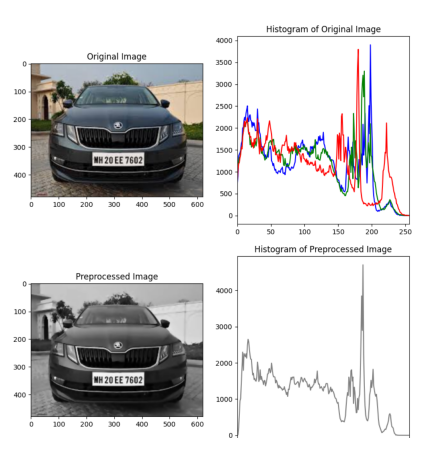 Original Image
0
100
200
300
400
0 100 200 300 400 500 600
MH 20 EE 7602
Histogram of Original Image
4000
3500
3000
2500
2000
1500
1000
500
0
0 50 100 150 200 250
Preprocessed Image
0
100
200
300
400
0 100 200 300 400 500 600
MH 20 EE 7602
Histogram of Preprocessed Image
4000
3000
2000
1000
0